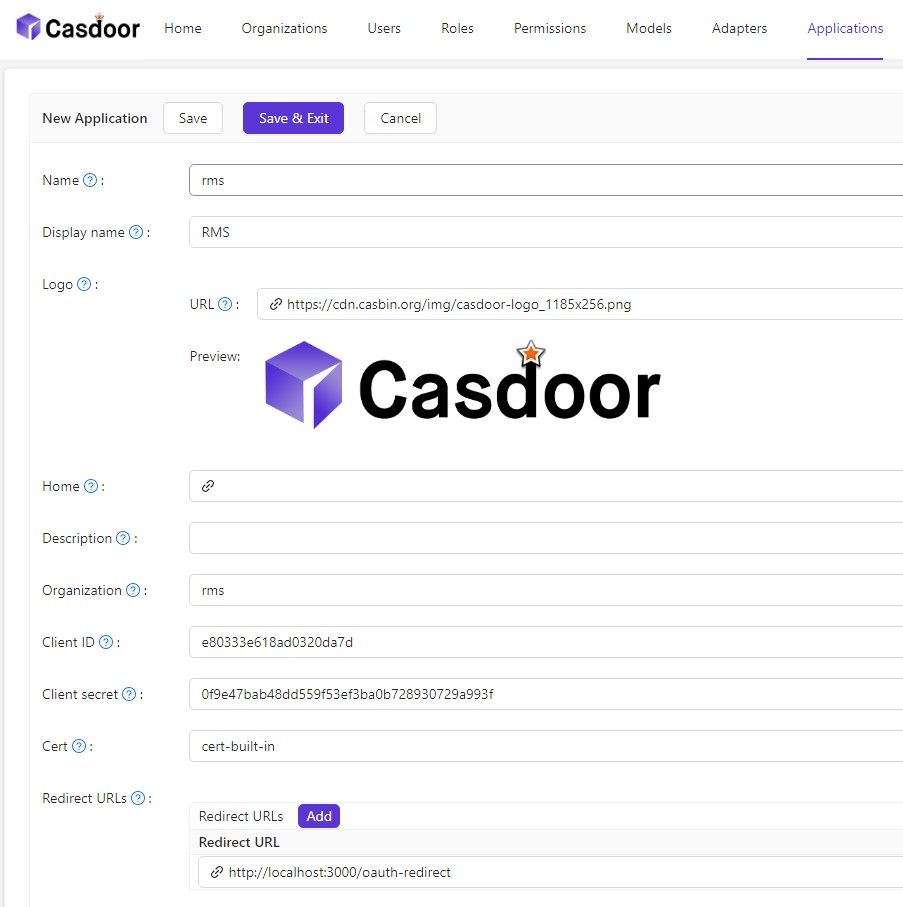 Casdoor Home Organizations Users Roles Permissions Models Adapters Applications
New Application Save Save & Exit Cancel
Name ? : rms
Display name ? : RMS
Logo ? :
URL ? : https://cdn.casbin.org/img/casdoor-logo_1185x256.png
Preview: Casdoor
Home ? :
Description ? :
Organization ? : rms
Client ID ? : e80333e618ad0320da7d
Client secret ? : 0f9e47bab48dd559f53ef3ba0b728930729a993f
Cert ? : cert-built-in
Redirect URLs ? :
Redirect URLs Add
Redirect URL
http://localhost:3000/oauth-redirect